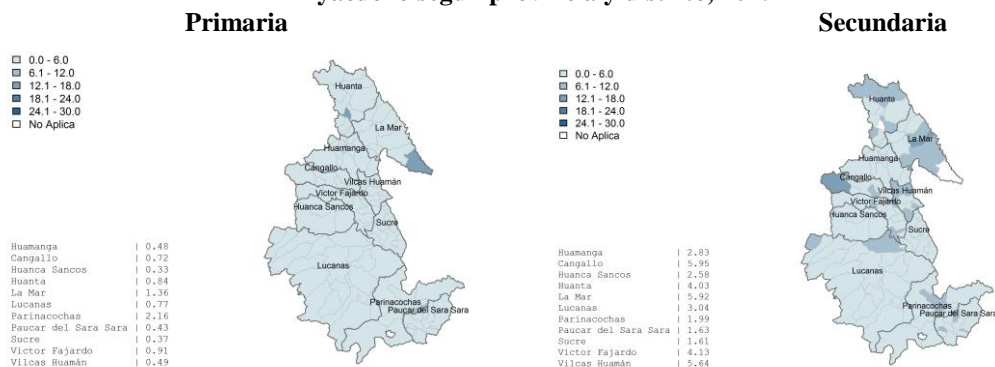 Primaria
Secundaria
0.0 - 6.0
6.1 - 12.0
12.1 - 18.0
18.1 - 24.0
24.1 - 30.0
No Aplica
Huanta
La Mar
Huamanga
Cangallo
Vilcas Huamán
Victor Fajardo
Huanca Sancos
Sucre
Lucanas
Parinacochas
Paucar del Sara Sara
Huamanga | 0.48
Cangallo | 0.72
Huanca Sancos | 0.33
Huanta | 0.84
La Mar | 1.36
Lucanas | 0.77
Parinacochas | 2.16
Paucar del Sara Sara | 0.43
Sucre | 0.37
Victor Fajardo | 0.91
Vilcas Huamán | 0.49
0.0 - 6.0
6.1 - 12.0
12.1 - 18.0
18.1 - 24.0
24.1 - 30.0
No Aplica
Huanta
La Mar
Huamanga
Cangallo
Vilcas Huamán
Victor Fajardo
Huanca Sancos
Sucre
Lucanas
Parinacochas
Paucar del Sara Sara
Huamanga | 2.83
Cangallo | 5.95
Huanca Sancos | 2.58
Huanta | 4.03
La Mar | 5.92
Lucanas | 3.04
Parinacochas | 1.99
Paucar del Sara Sara | 1.63
Sucre | 1.61
Victor Fajardo | 4.13
Vilcas Huamán | 5.64